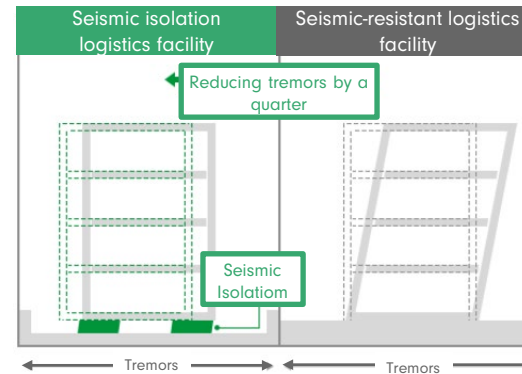 Seismic isolation
logistics facility
Seismic-resistant logistics
facility
Reducing tremors by a
quarter
Seismic
Isolatiom
Tremors
Tremors